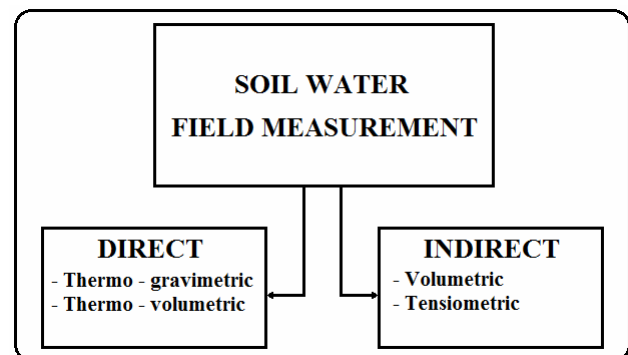 SOIL WATER
FIELD MEASUREMENT
DIRECT
- Thermo - gravimetric
- Thermo - volumetric
INDIRECT
- Volumetric
- Tensiometric